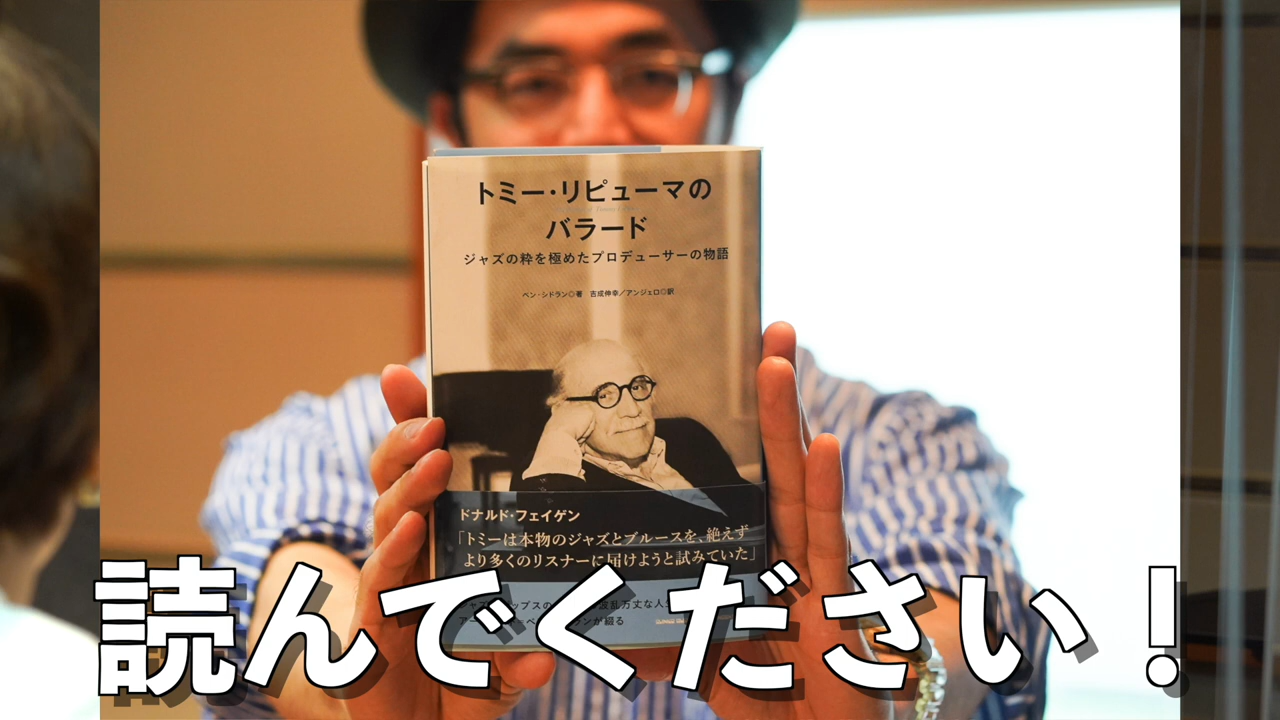 トミー・リピューマの
バラード
ジャズの粋を極めたプロデューサーの物語
ベン・シドラン◎著 吉成伸幸／アンジェロ◎訳
ドナルド・フェイゲン
「トミーは本物のジャズとブルースを、絶えず
より多くのリスナーに届けようと試みていた」
が綴る
読んでください！